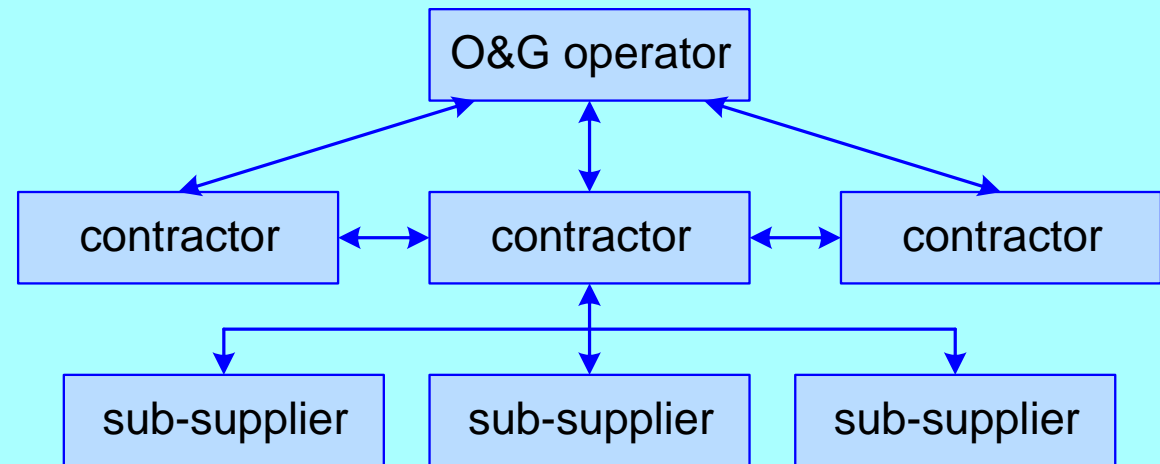 O&G operator
contractor
contractor
contractor
sub-supplier
sub-supplier
sub-supplier